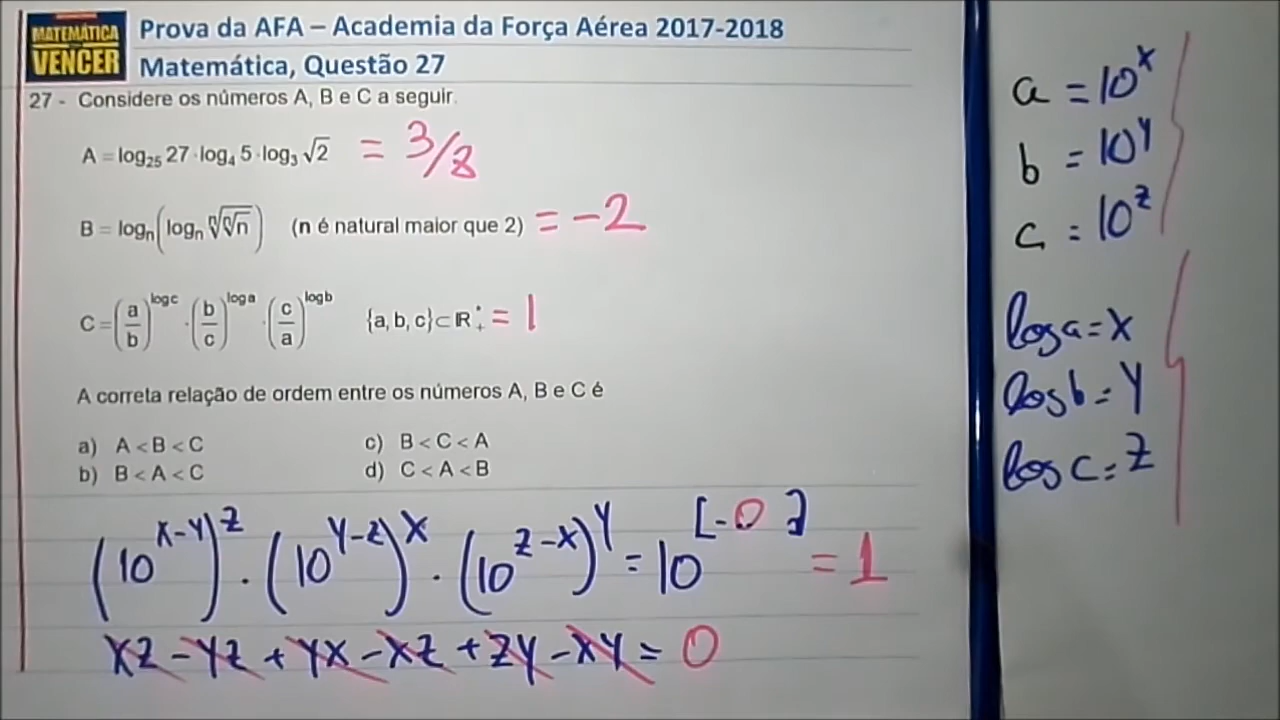 MATEMÁTICA
VENCER
Prova da AFA – Academia da Força Aérea 2017-2018
Matemática, Questão 27
27 - Considere os números A, B e C a seguir.
A = log₂₅ 27 · log₄ 5 · log₃ √2 = 3/8
B = logₙ(logₙ ⁿ√ⁿ√n) (n é natural maior que 2) = -2
C = (a/b)^log c · (b/c)^log a · (c/a)^log b {a, b, c} ⊂ ℝ*₊ = 1
A correta relação de ordem entre os números A, B e C é
a) A < B < C c) B < C < A
b) B < A < C d) C < A < B
(10^X-Y)^Z · (10^Y-Z)^X · (10^Z-X)^Y = 10^[-0] = 1
XZ - YZ + YX - XZ + ZY - XY = 0
a = 10^X
b = 10^Y
c = 10^Z
log a = X
log b = Y
log c = Z